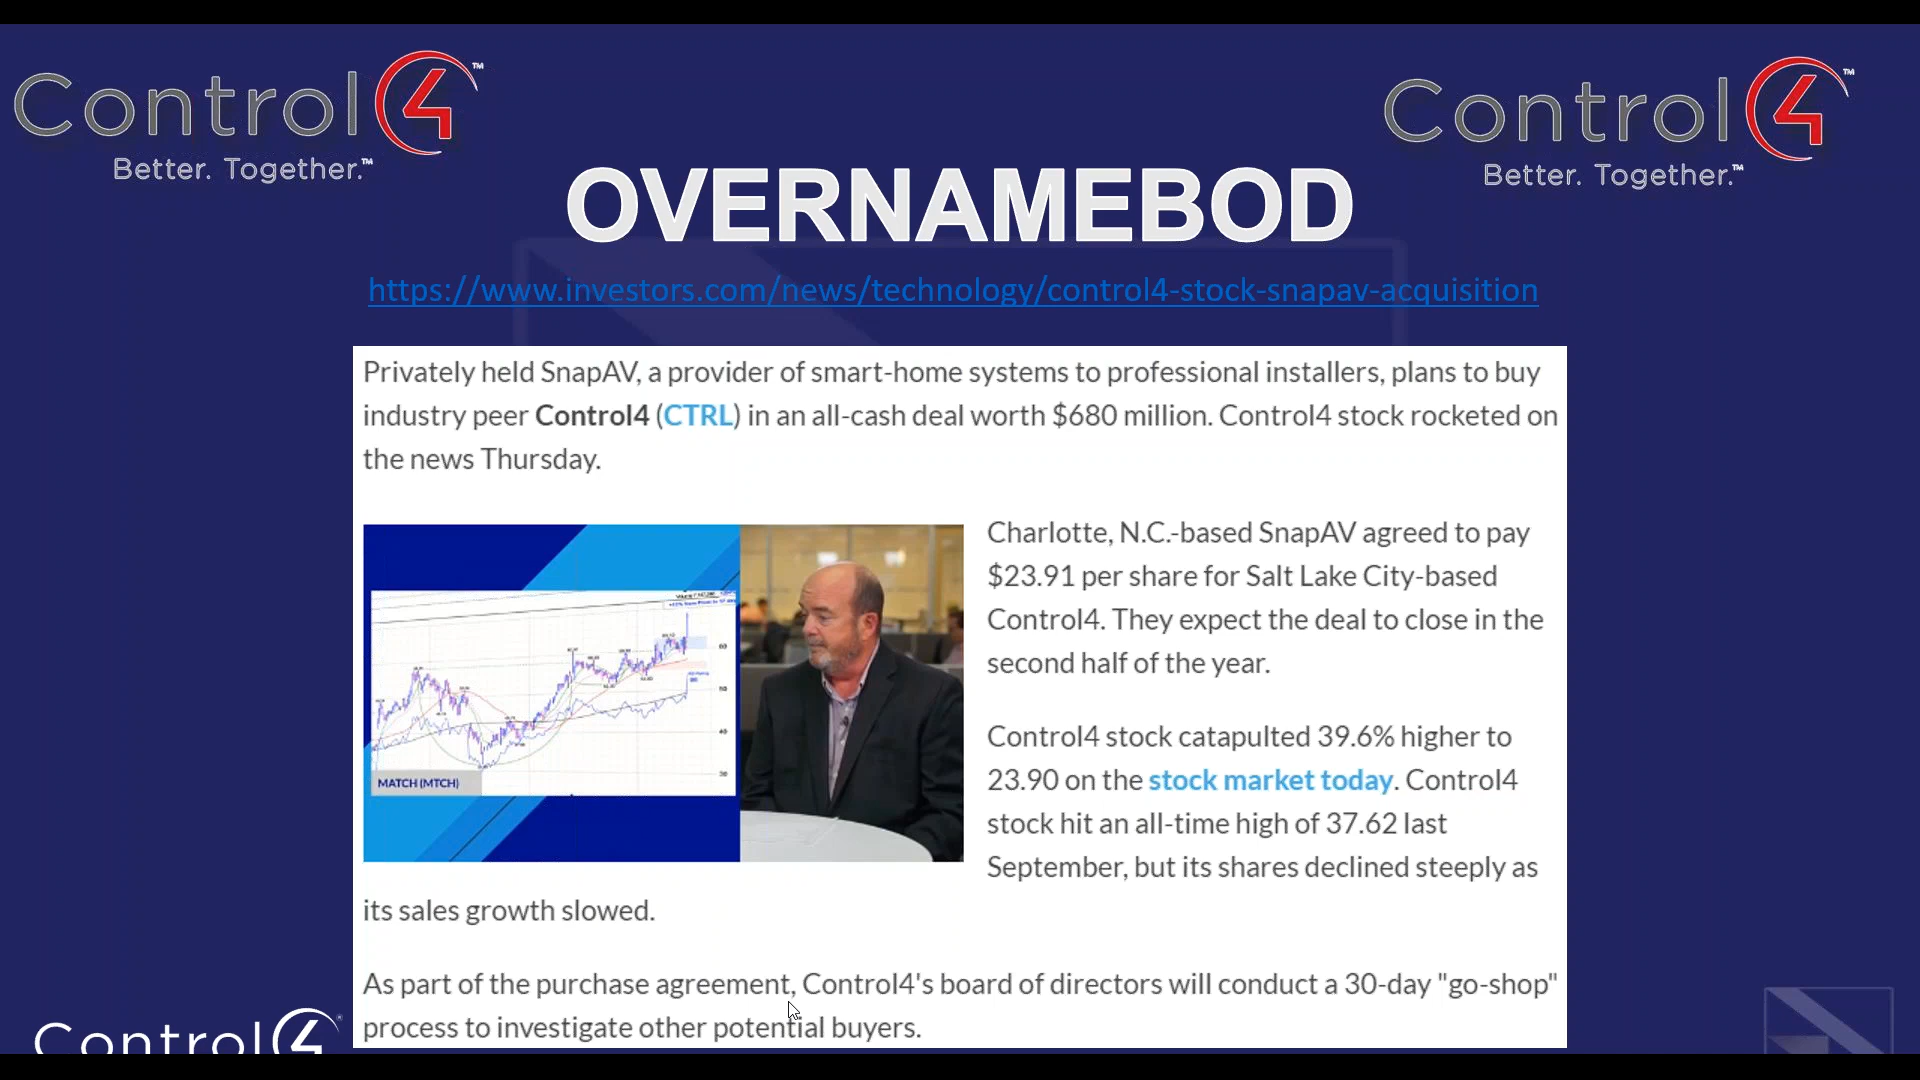 Control4™
Better. Together.™
Control4™
Better. Together.™
OVERNAMEBOD
https://www.investors.com/news/technology/control4-stock-snapav-acquisition
Privately held SnapAV, a provider of smart-home systems to professional installers, plans to buy
industry peer Control4 (CTRL) in an all-cash deal worth $680 million. Control4 stock rocketed on
the news Thursday.
Charlotte, N.C.-based SnapAV agreed to pay
$23.91 per share for Salt Lake City-based
Control4. They expect the deal to close in the
second half of the year.
MATCH (MTCH)
Control4 stock catapulted 39.6% higher to
23.90 on the stock market today. Control4
stock hit an all-time high of 37.62 last
September, but its shares declined steeply as
its sales growth slowed.
As part of the purchase agreement, Control4's board of directors will conduct a 30-day "go-shop"
process to investigate other potential buyers.
Control4®